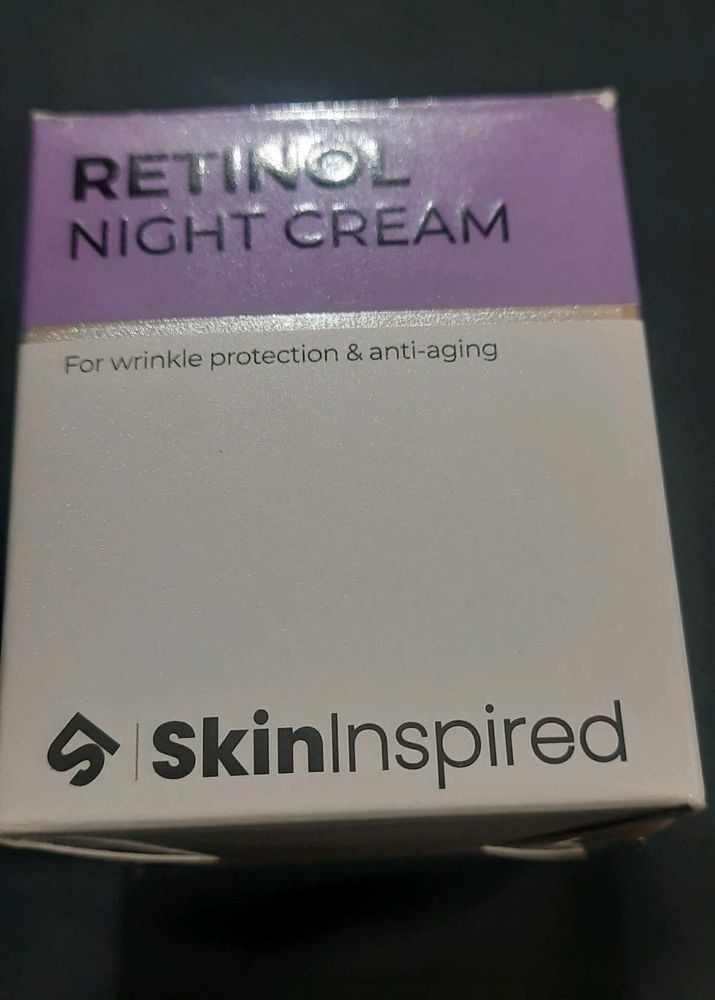 RETINOL
NIGHT CREAM
For wrinkle protection & anti-aging
SkinInspired